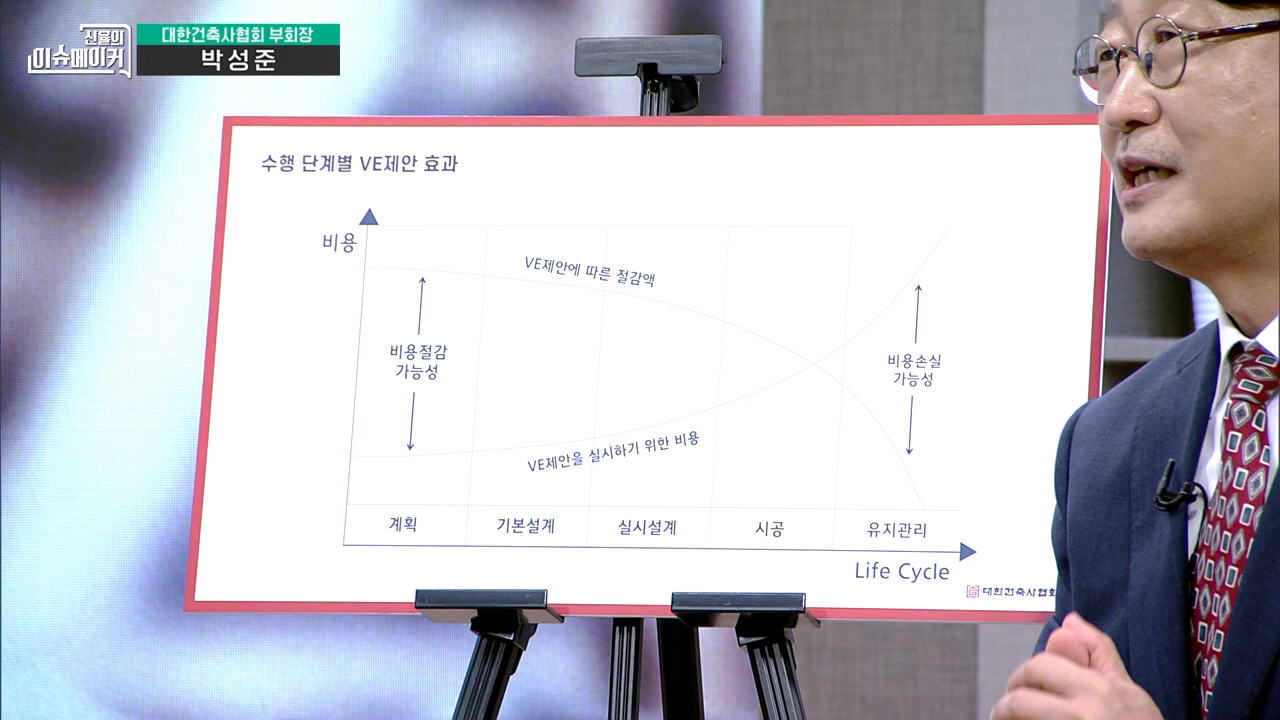 신율의
이슈메이커
대한건축사협회 부회장
박성준
수행 단계별 VE제안 효과
비용
VE제안에 따른 절감액
비용절감
가능성
비용손실
가능성
VE제안을 실시하기 위한 비용
계획 기본설계 실시설계 시공 유지관리
Life Cycle
대한건축사협회